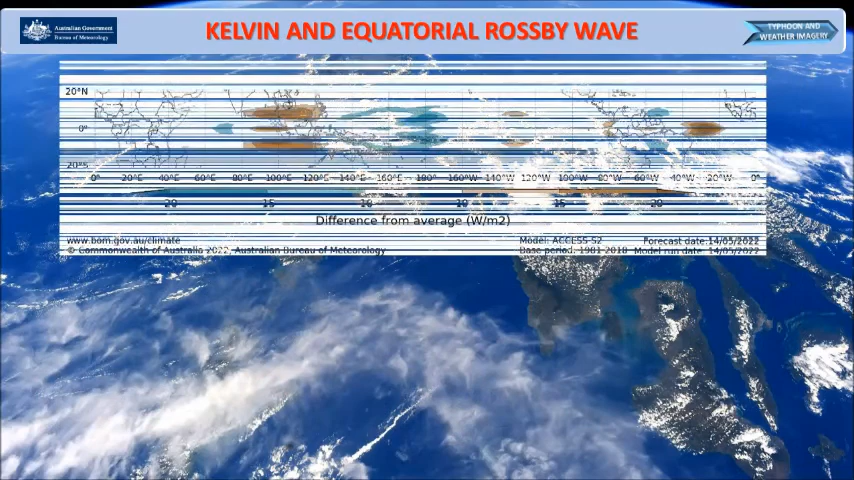 Australian Government
Bureau of Meteorology
KELVIN AND EQUATORIAL ROSSBY WAVE
TYPHOON AND
WEATHER IMAGERY
20°N
0°
20°S
0° 20°E 40°E 60°E 80°E 100°E 120°E 140°E 160°E 180° 160°W 140°W 120°W 100°W 80°W 60°W 40°W 20°W 0°
20 15 10 10 15 20
Difference from average (W/m2)
www.bom.gov.au/climate Model: ACCESS-S2 Forecast date:14/05/2022
© Commonwealth of Australia 2022, Australian Bureau of Meteorology Base period: 1981-2018 Model run date: 14/05/2022